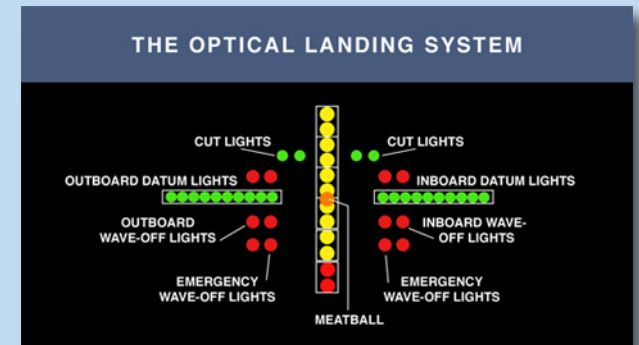 THE OPTICAL LANDING SYSTEM
CUT LIGHTS
CUT LIGHTS
OUTBOARD DATUM LIGHTS
INBOARD DATUM LIGHTS
OUTBOARD
WAVE-OFF LIGHTS
INBOARD WAVE-
OFF LIGHTS
EMERGENCY
WAVE-OFF LIGHTS
EMERGENCY
WAVE-OFF LIGHTS
MEATBALL